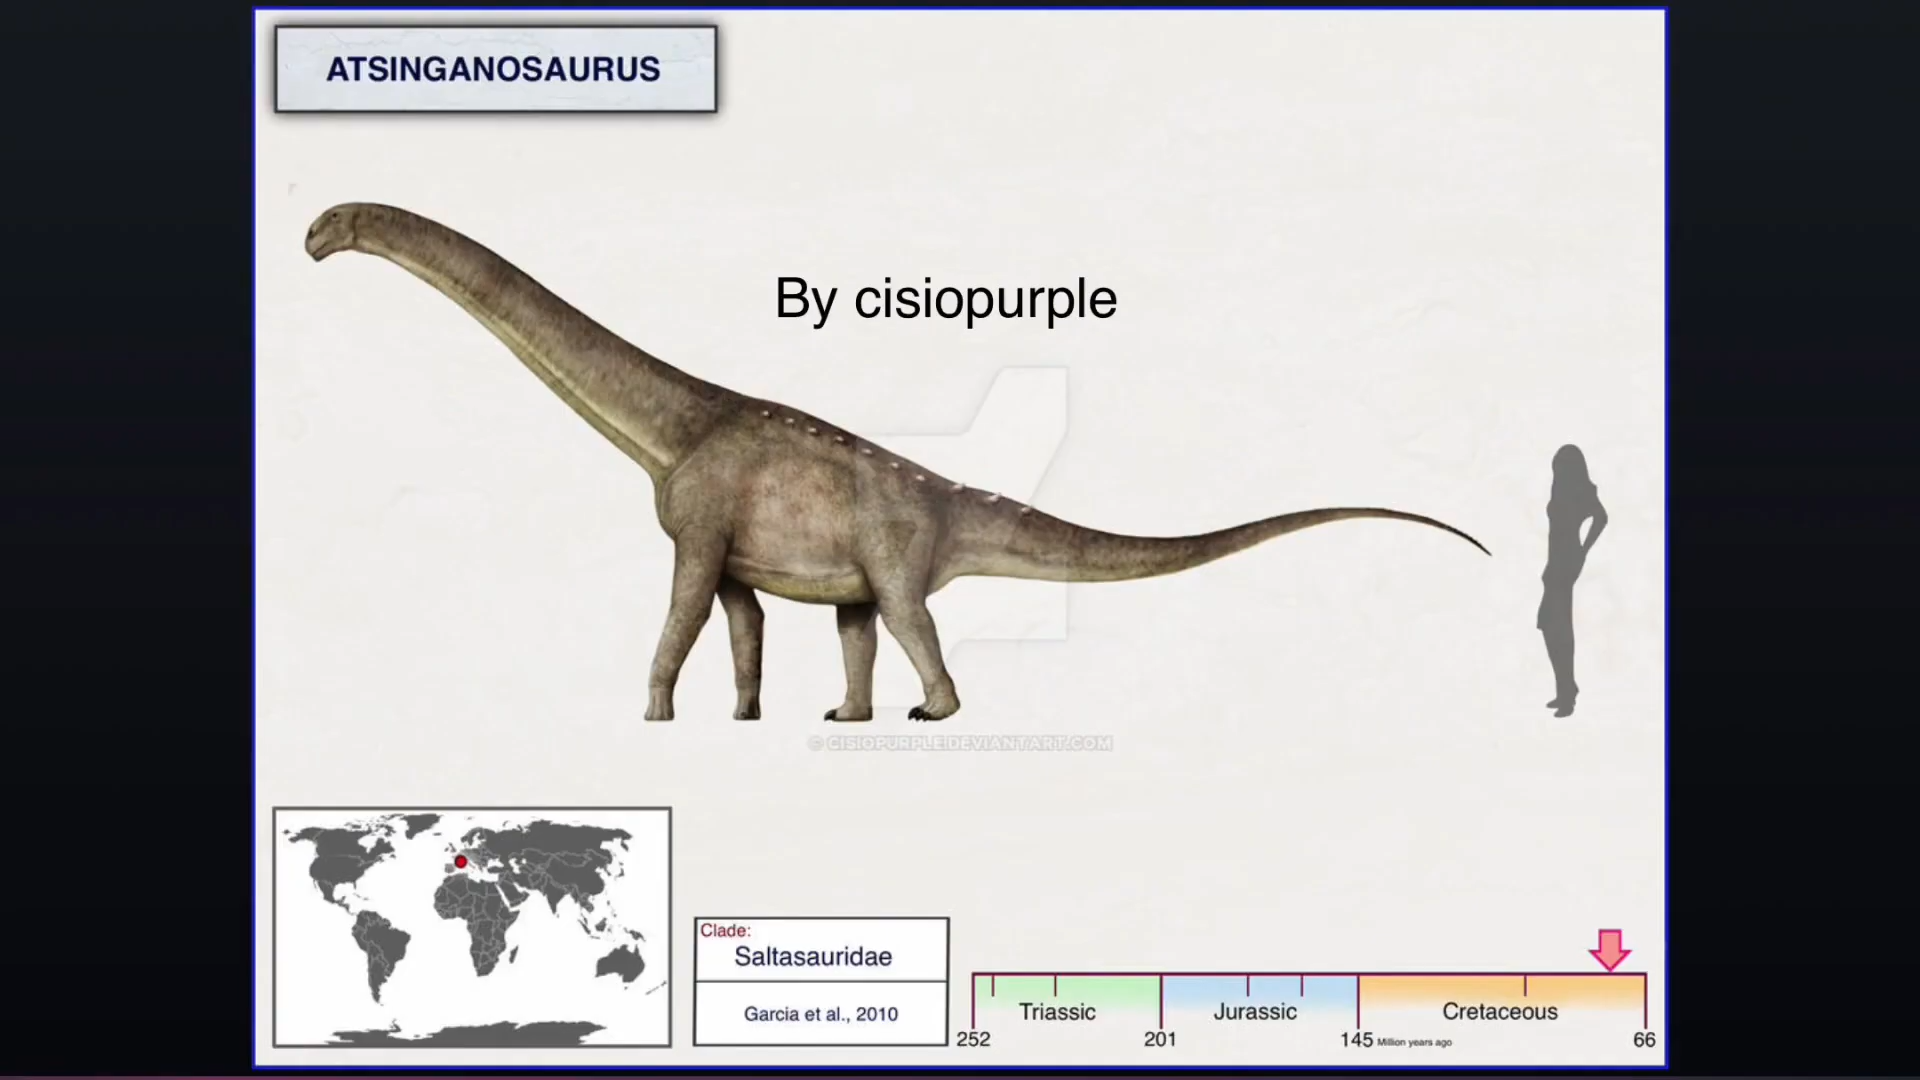 ATSINGANOSAURUS
By cisiopurple
© CISIOPURPLE.DEVIANTART.COM
Clade:
Saltasauridae
Garcia et al., 2010
Triassic
Jurassic
Cretaceous
252
201
145 Million years ago
66